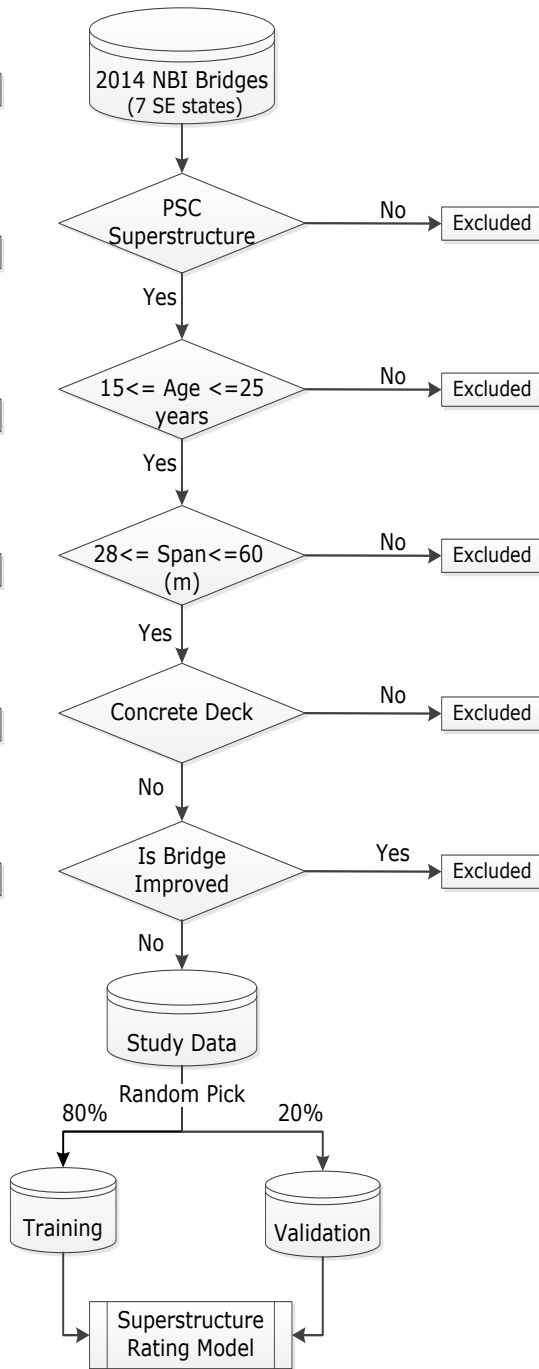 2014 NBI Bridges
(7 SE states)
PSC
Superstructure
No
Excluded
Yes
15<= Age <=25
years
No
Excluded
Yes
28<= Span<=60
(m)
No
Excluded
Yes
Concrete Deck
No
Excluded
No
Is Bridge
Improved
Yes
Excluded
No
Study Data
Random Pick
80%
20%
Training
Validation
Superstructure
Rating Model